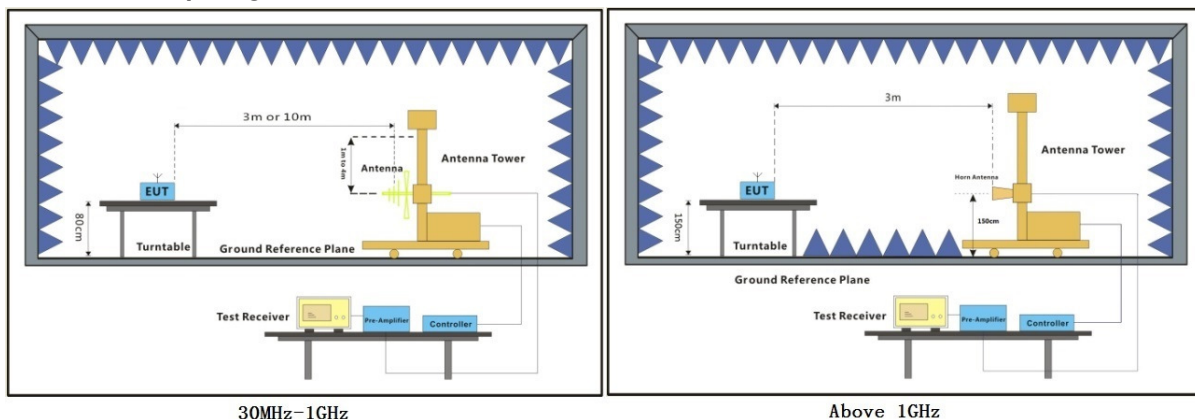 3m or 10m
1m to 4m
Antenna
Antenna Tower
EUT
80cm
Turntable
Ground Reference Plane
Test Receiver
Pre-Amplifier
Controller
30MHz-1GHz
3m
Antenna Tower
Horn Antenna
EUT
150cm
150cm
Turntable
Ground Reference Plane
Test Receiver
Pre-Amplifier
Controller
Above 1GHz